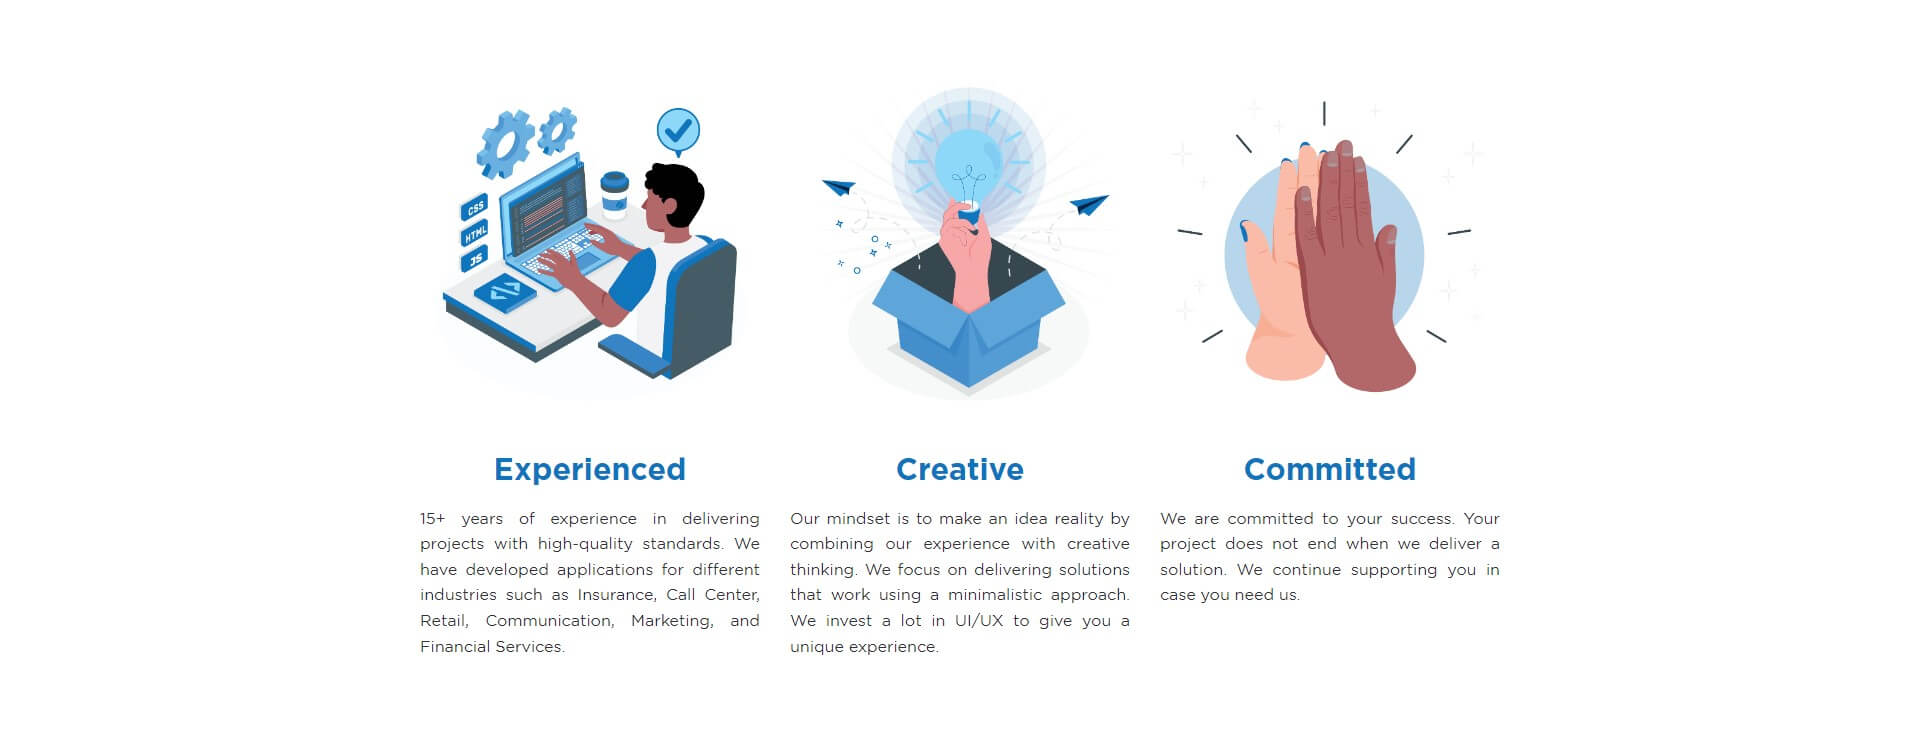 CSS
HTML
JS
Experienced
15+ years of experience in delivering
projects with high-quality standards. We
have developed applications for different
industries such as Insurance, Call Center,
Retail, Communication, Marketing, and
Financial Services.
Creative
Our mindset is to make an idea reality by
combining our experience with creative
thinking. We focus on delivering solutions
that work using a minimalistic approach.
We invest a lot in UI/UX to give you a
unique experience.
Committed
We are committed to your success. Your
project does not end when we deliver a
solution. We continue supporting you in
case you need us.